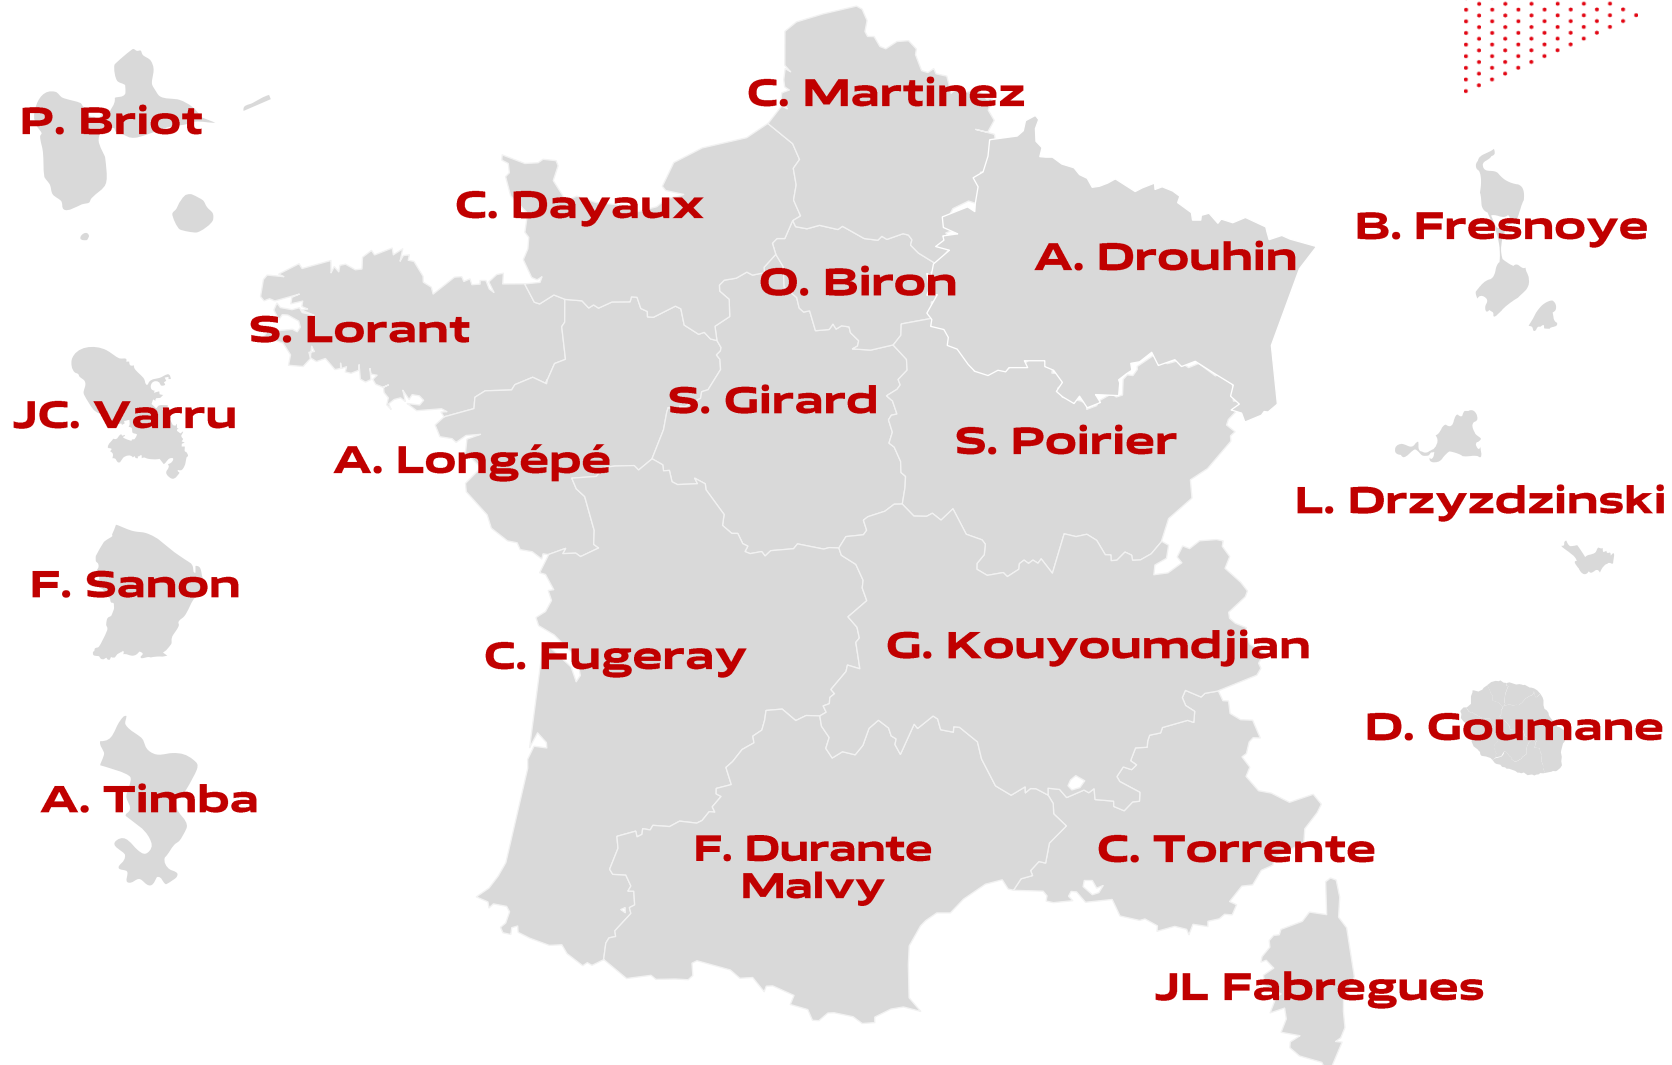 C. Martinez
P. Briot
C. Dayaux
B. Fresnoye
A. Drouhin
O. Biron
S. Lorant
S. Girard
JC. Varru
S. Poirier
A. Longépé
L. Drzyzdzinski
F. Sanon
G. Kouyoumdjian
C. Fugeray
D. Goumane
A. Timba
F. Durante
Malvy
C. Torrente
JL Fabregues